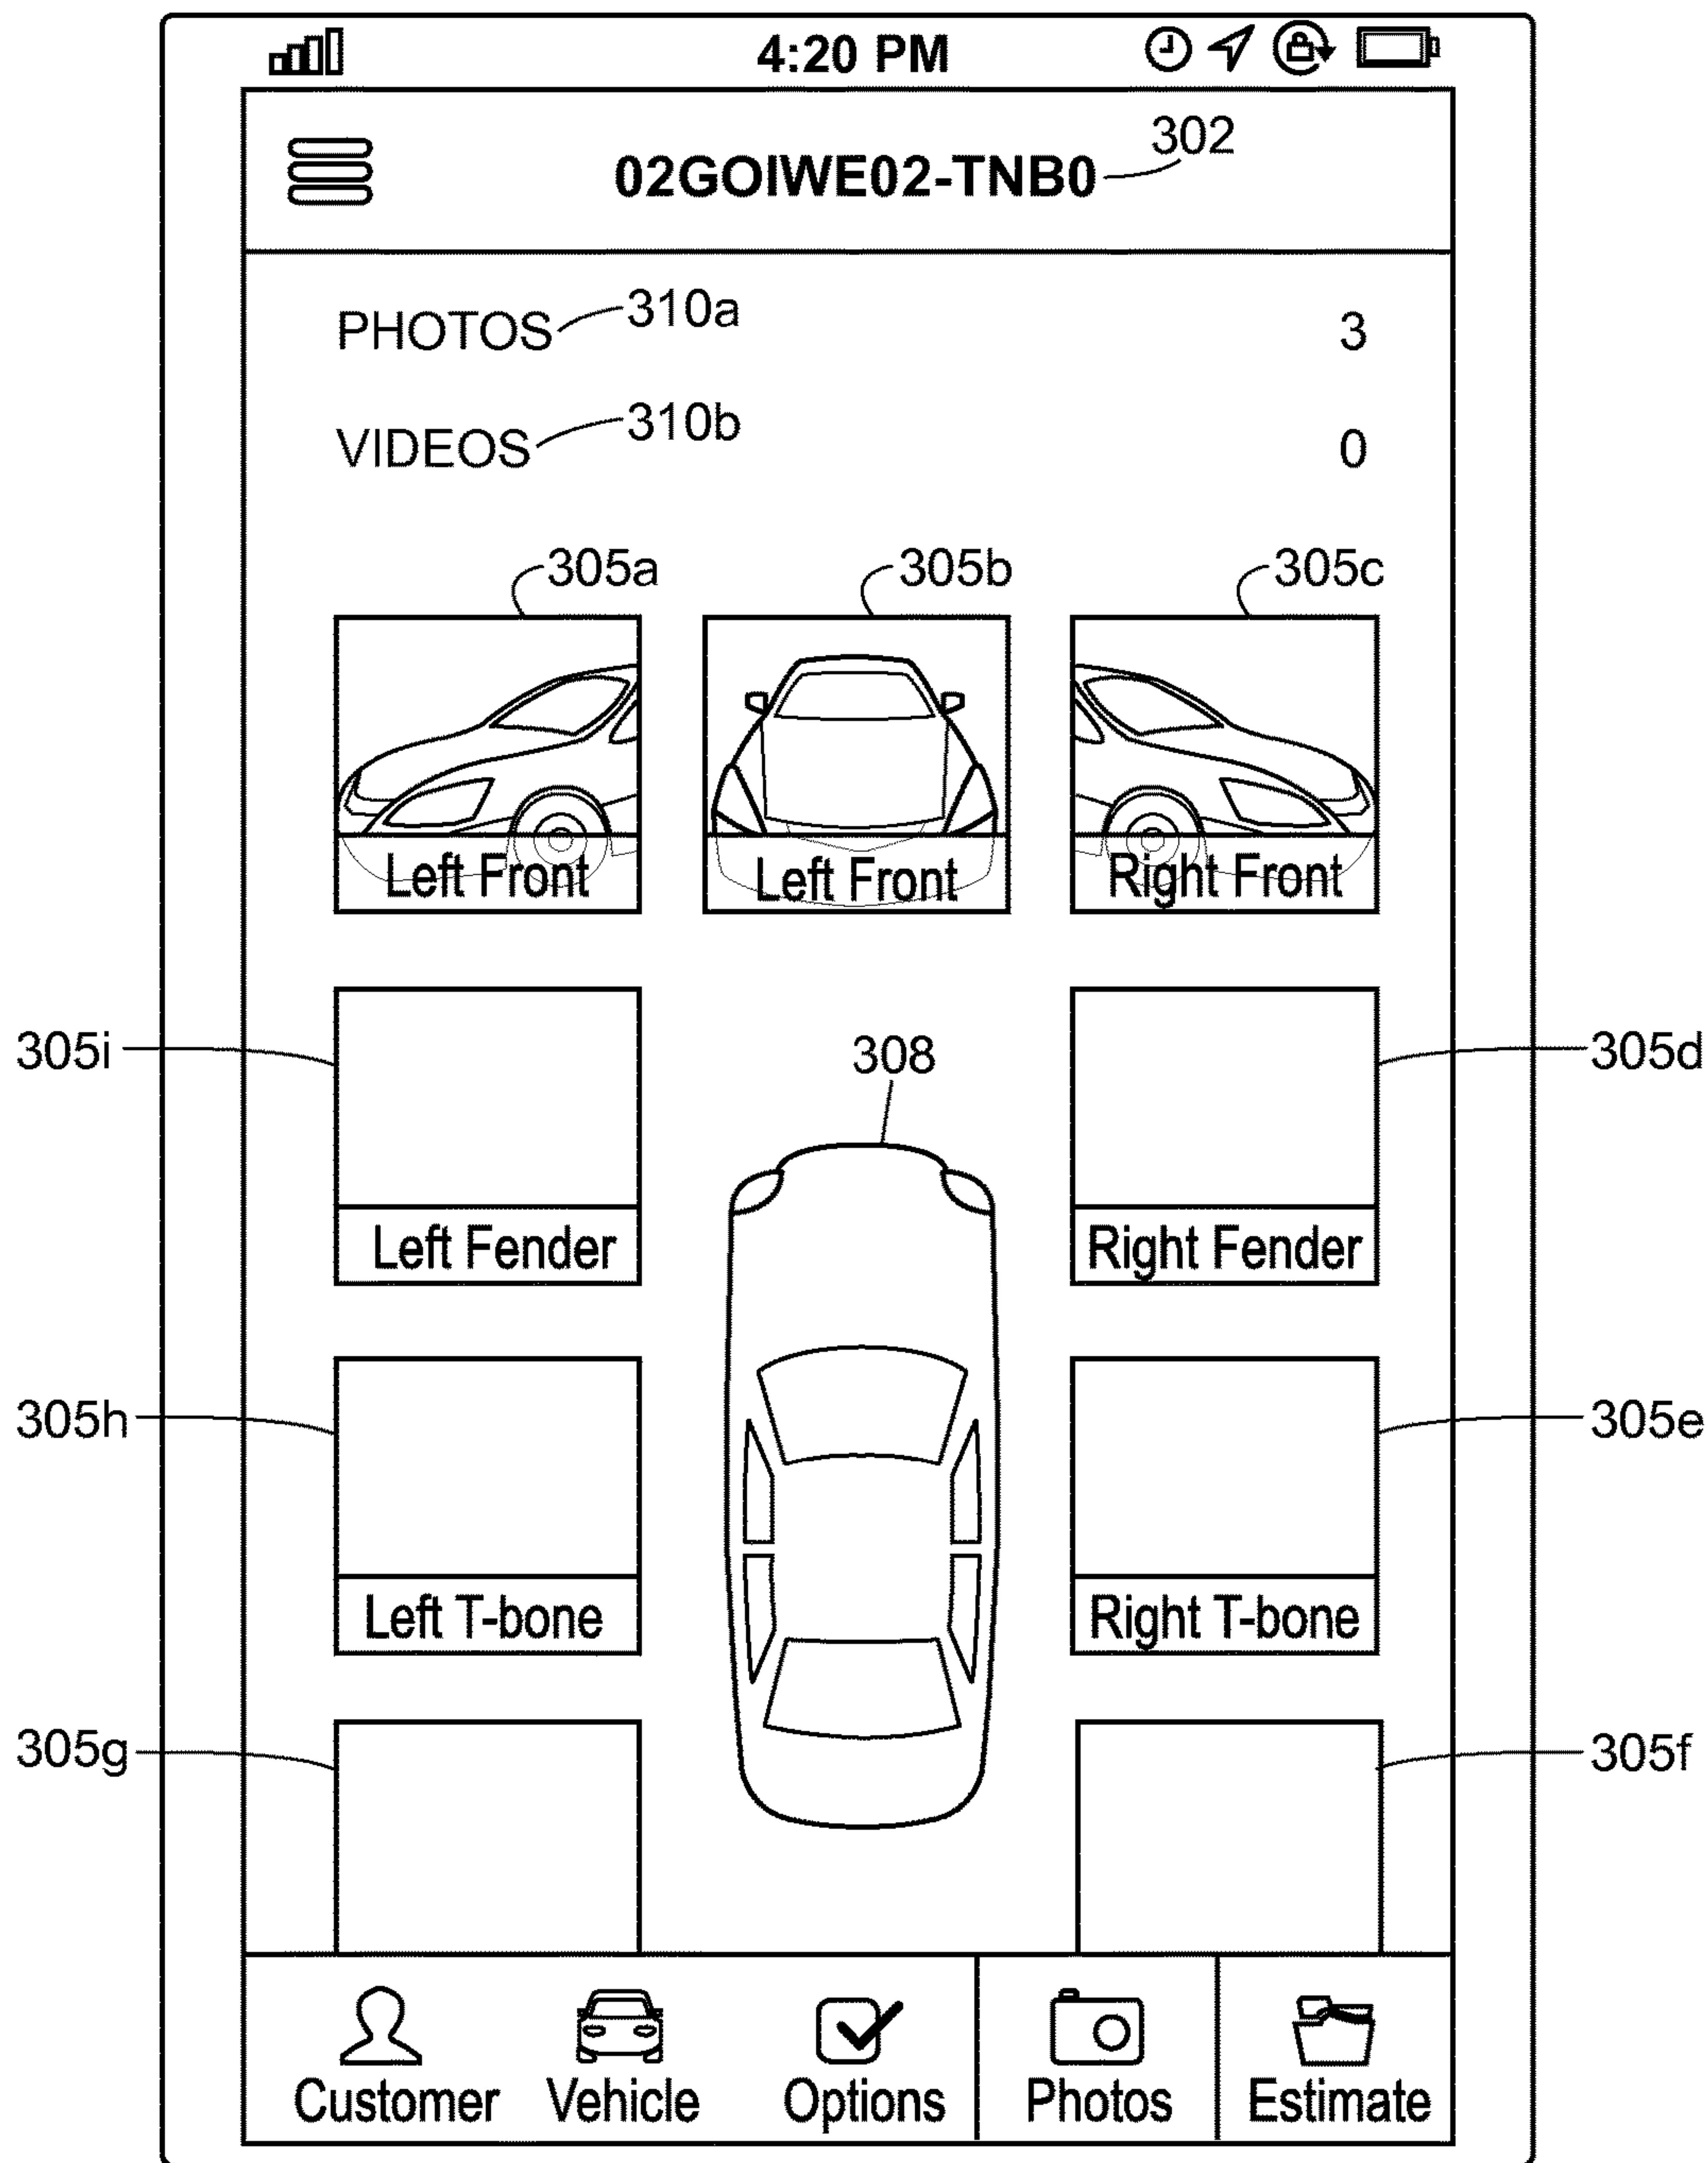 4:20 PM
302
02GOIWE02-TNB0
310a
PHOTOS 3
310b
VIDEOS 0
305a 305b 305c
Left Front Left Front Right Front
305i 308 305d
Left Fender Right Fender
305h 305e
Left T-bone Right T-bone
305g 305f
Customer Vehicle Options Photos Estimate